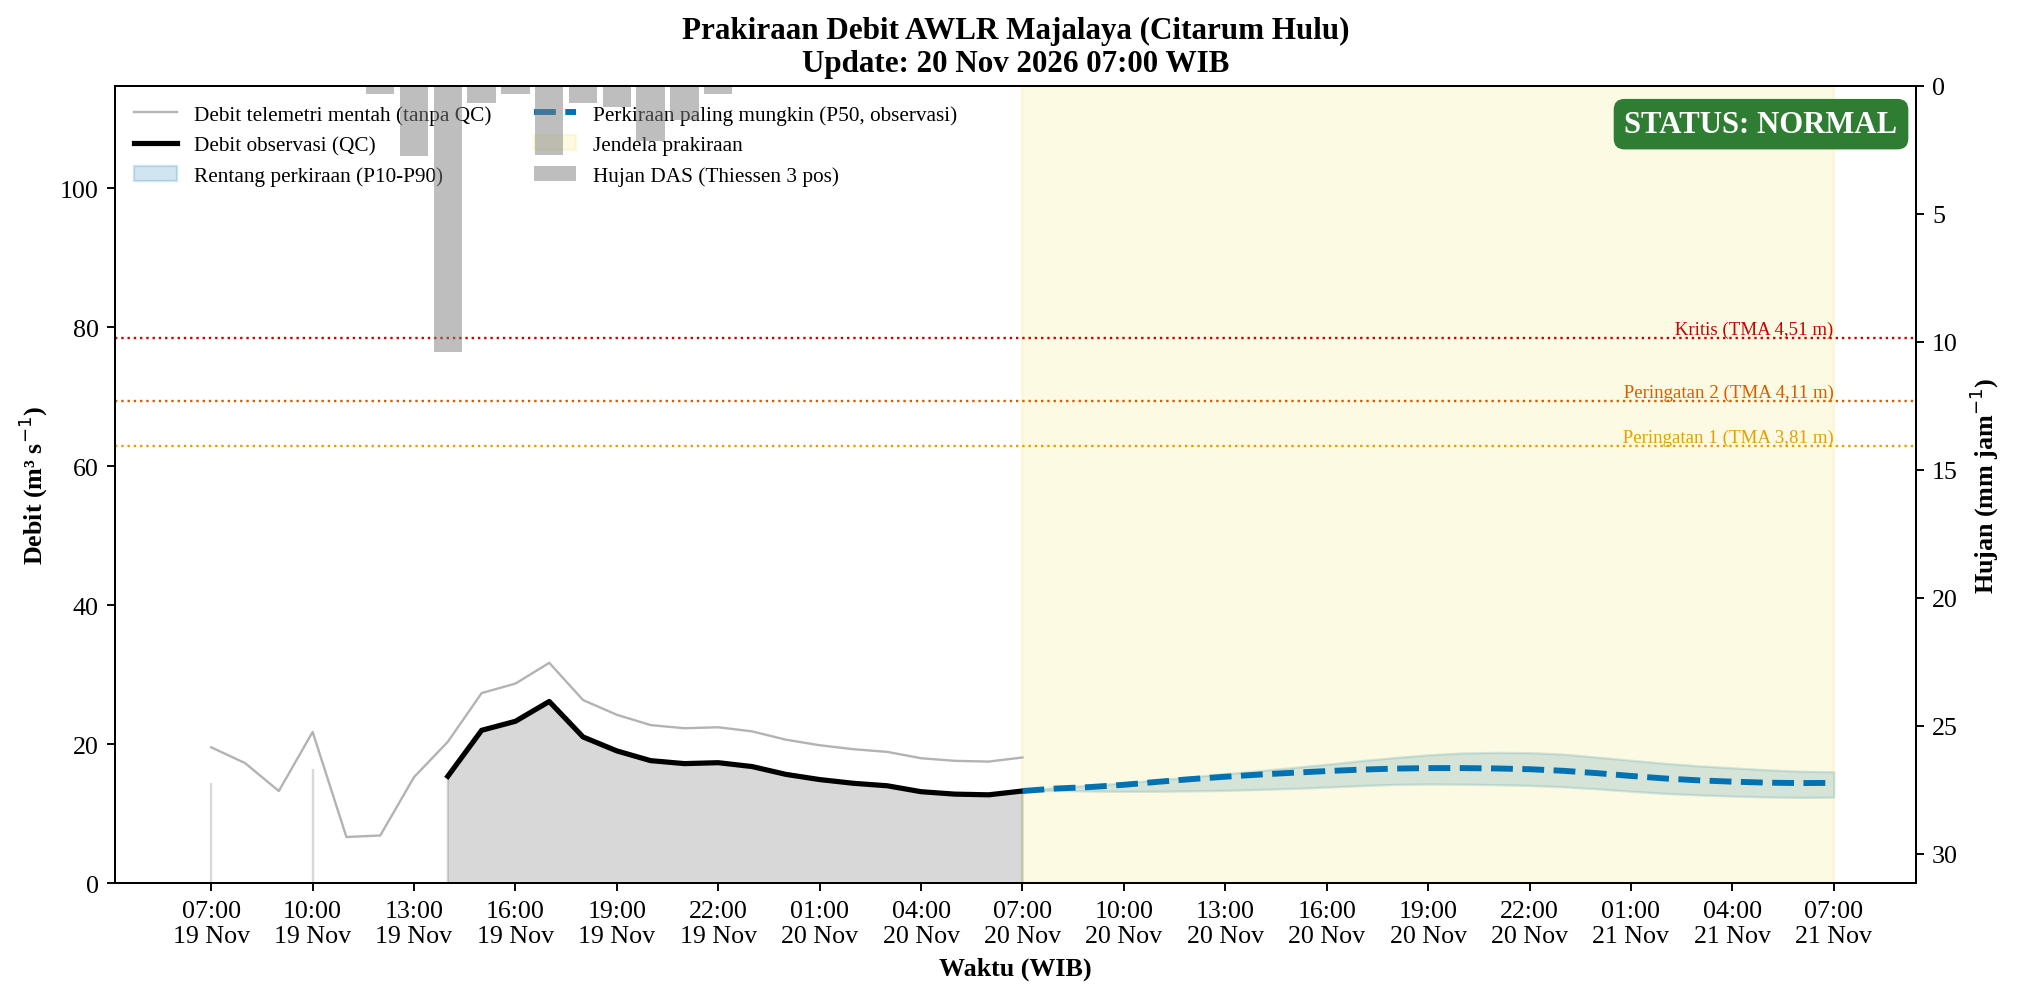 Prakiraan Debit AWLR Majalaya (Citarum Hulu)
Update: 20 Nov 2026 07:00 WIB
Debit telemetri mentah (tanpa QC)
Debit observasi (QC)
Rentang perkiraan (P10-P90)
Perkiraan paling mungkin (P50, observasi)
Jendela prakiraan
Hujan DAS (Thiessen 3 pos)
STATUS: NORMAL
Kritis (TMA 4,51 m)
Peringatan 2 (TMA 4,11 m)
Peringatan 1 (TMA 3,81 m)
Debit (m³ s⁻¹)
100
80
60
40
20
0
Hujan (mm jam⁻¹)
0
5
10
15
20
25
30
07:00 10:00 13:00 16:00 19:00 22:00 01:00 04:00 07:00 10:00 13:00 16:00 19:00 22:00 01:00 04:00 07:00
19 Nov 19 Nov 19 Nov 19 Nov 19 Nov 19 Nov 20 Nov 20 Nov 20 Nov 20 Nov 20 Nov 20 Nov 20 Nov 20 Nov 21 Nov 21 Nov 21 Nov
Waktu (WIB)